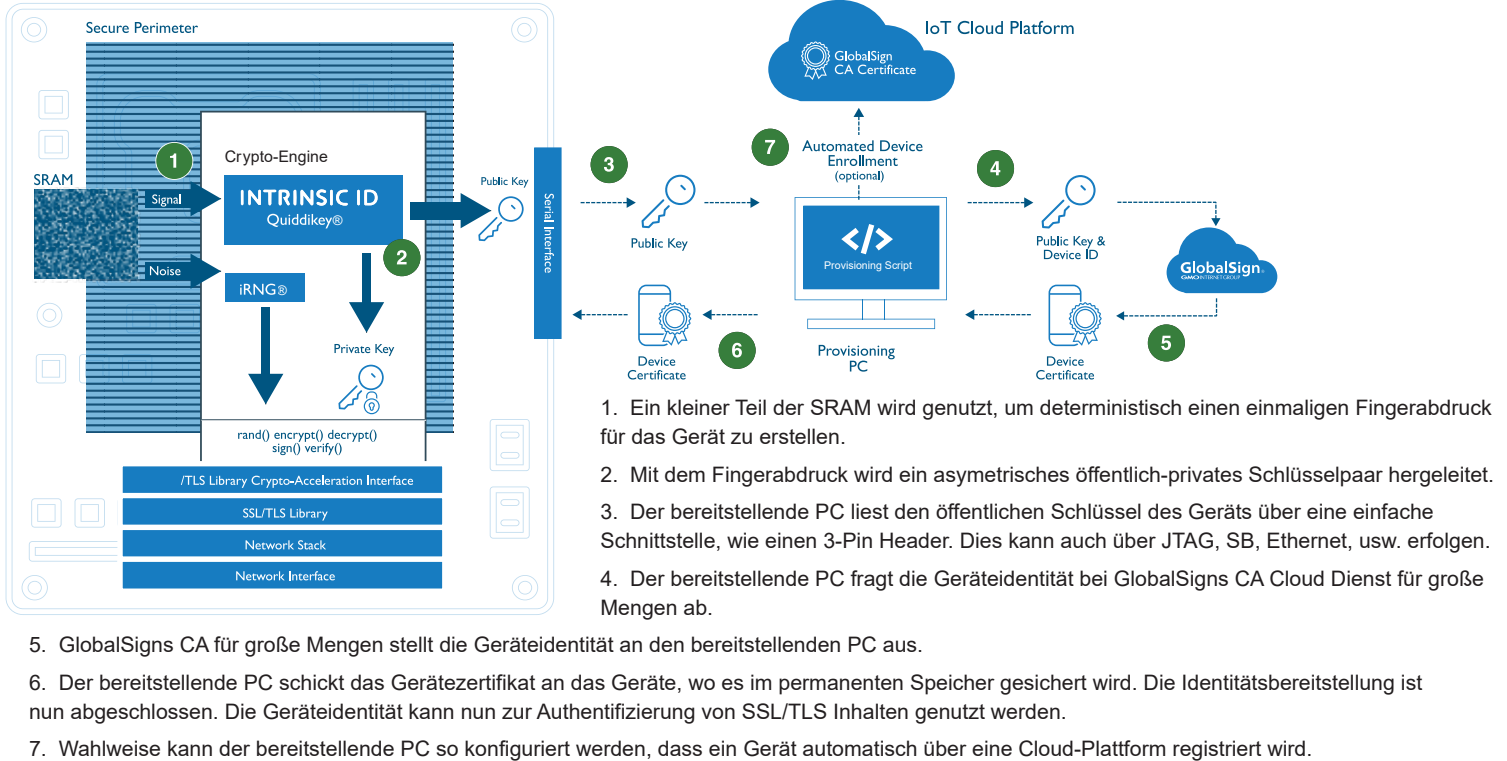 Secure Perimeter
IoT Cloud Platform
GlobalSign
CA Certificate
1
Crypto-Engine
SRAM
Signal
INTRINSIC ID
Quiddikey®
Public Key
Serial Interface
3
Public Key
7
Automated Device
Enrollment
(optional)
4
</>
Provisioning Script
Public Key &
Device ID
GlobalSign®
GMO INTERNET GROUP
2
Noise
iRNG®
Private Key
Device
Certificate
6
Provisioning
PC
Device
Certificate
5
rand() encrypt() decrypt()
sign() verify()
/TLS Library Crypto-Acceleration Interface
SSL/TLS Library
Network Stack
Network Interface
1. Ein kleiner Teil der SRAM wird genutzt, um deterministisch einen einmaligen Fingerabdruck
für das Gerät zu erstellen.
2. Mit dem Fingerabdruck wird ein asymetrisches öffentlich-privates Schlüsselpaar hergeleitet.
3. Der bereitstellende PC liest den öffentlichen Schlüssel des Geräts über eine einfache
Schnittstelle, wie einen 3-Pin Header. Dies kann auch über JTAG, SB, Ethernet, usw. erfolgen.
4. Der bereitstellende PC fragt die Geräteidentität bei GlobalSigns CA Cloud Dienst für große
Mengen ab.
5. GlobalSigns CA für große Mengen stellt die Geräteidentität an den bereitstellenden PC aus.
6. Der bereitstellende PC schickt das Gerätezertifikat an das Geräte, wo es im permanenten Speicher gesichert wird. Die Identitätsbereitstellung ist
nun abgeschlossen. Die Geräteidentität kann nun zur Authentifizierung von SSL/TLS Inhalten genutzt werden.
7. Wahlweise kann der bereitstellende PC so konfiguriert werden, dass ein Gerät automatisch über eine Cloud-Plattform registriert wird.